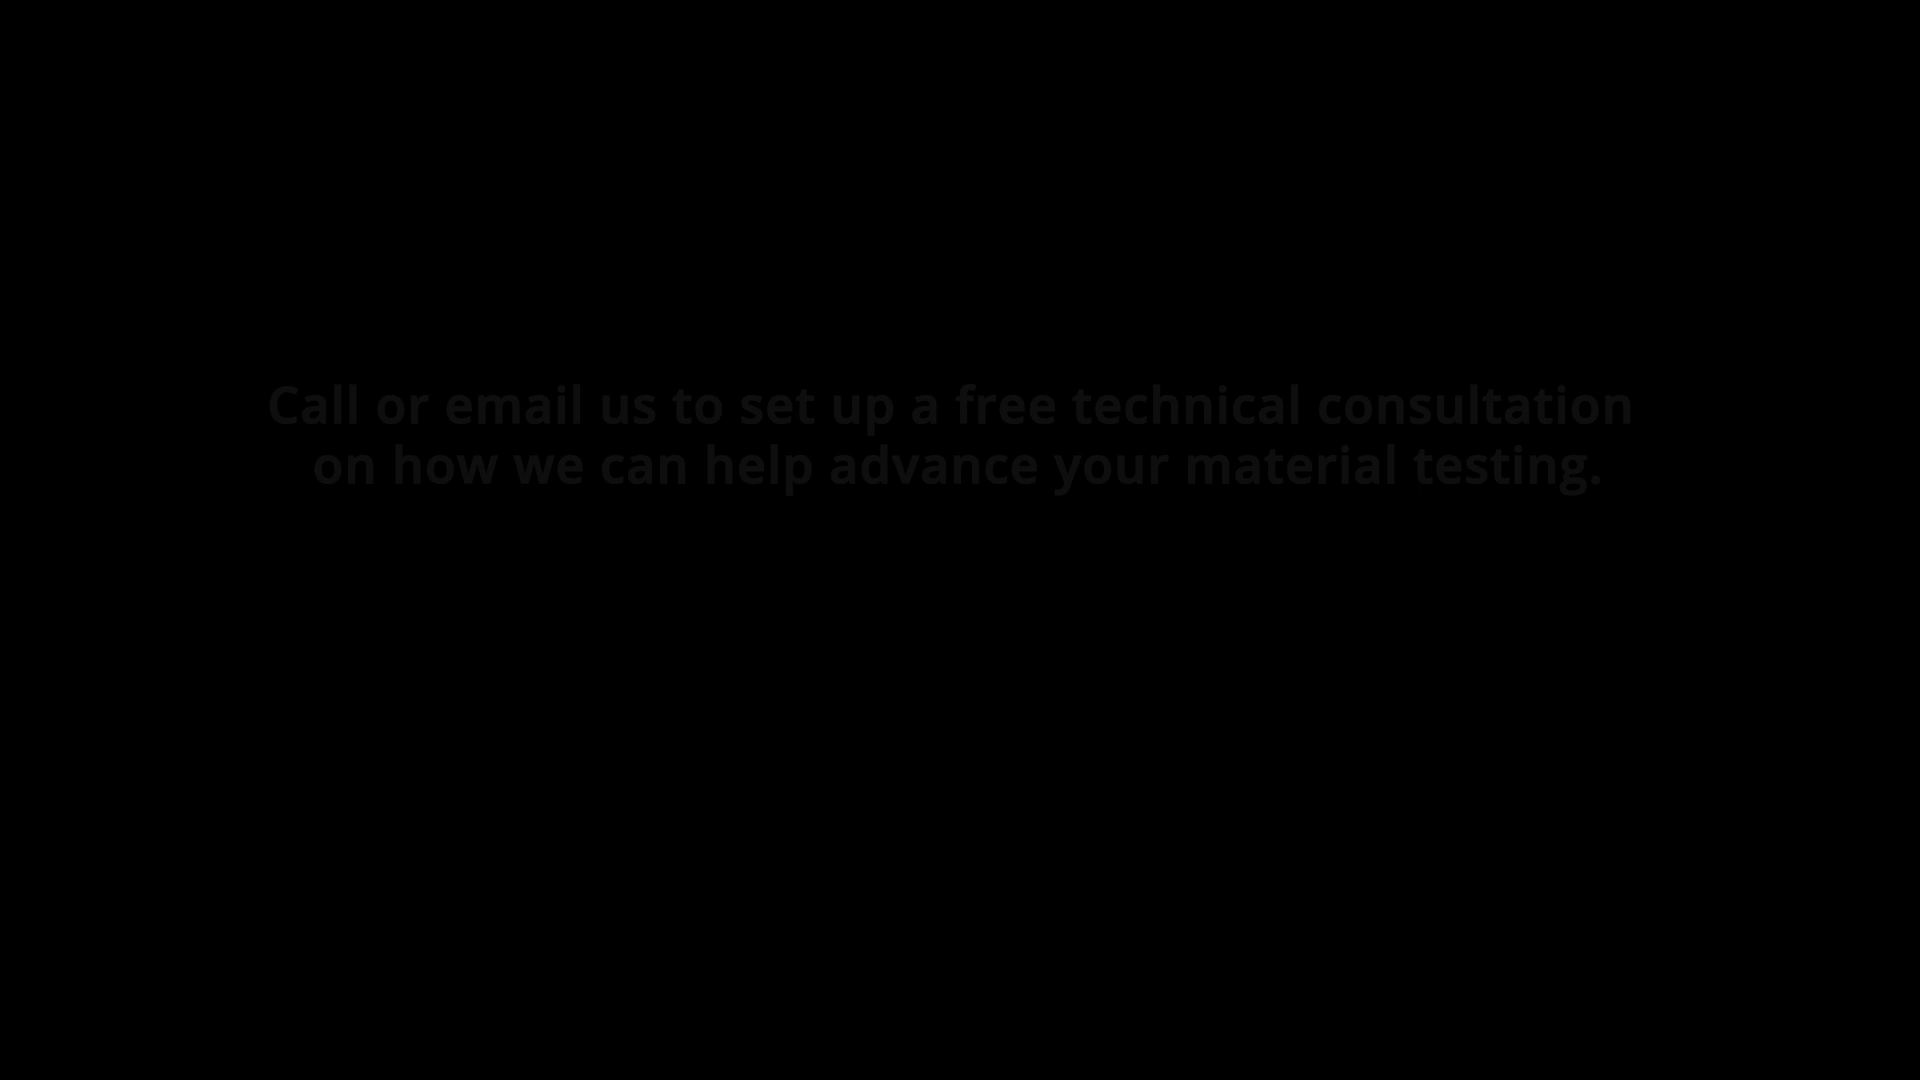 Call or email us to set up a free technical consultation
on how we can help advance your material testing.